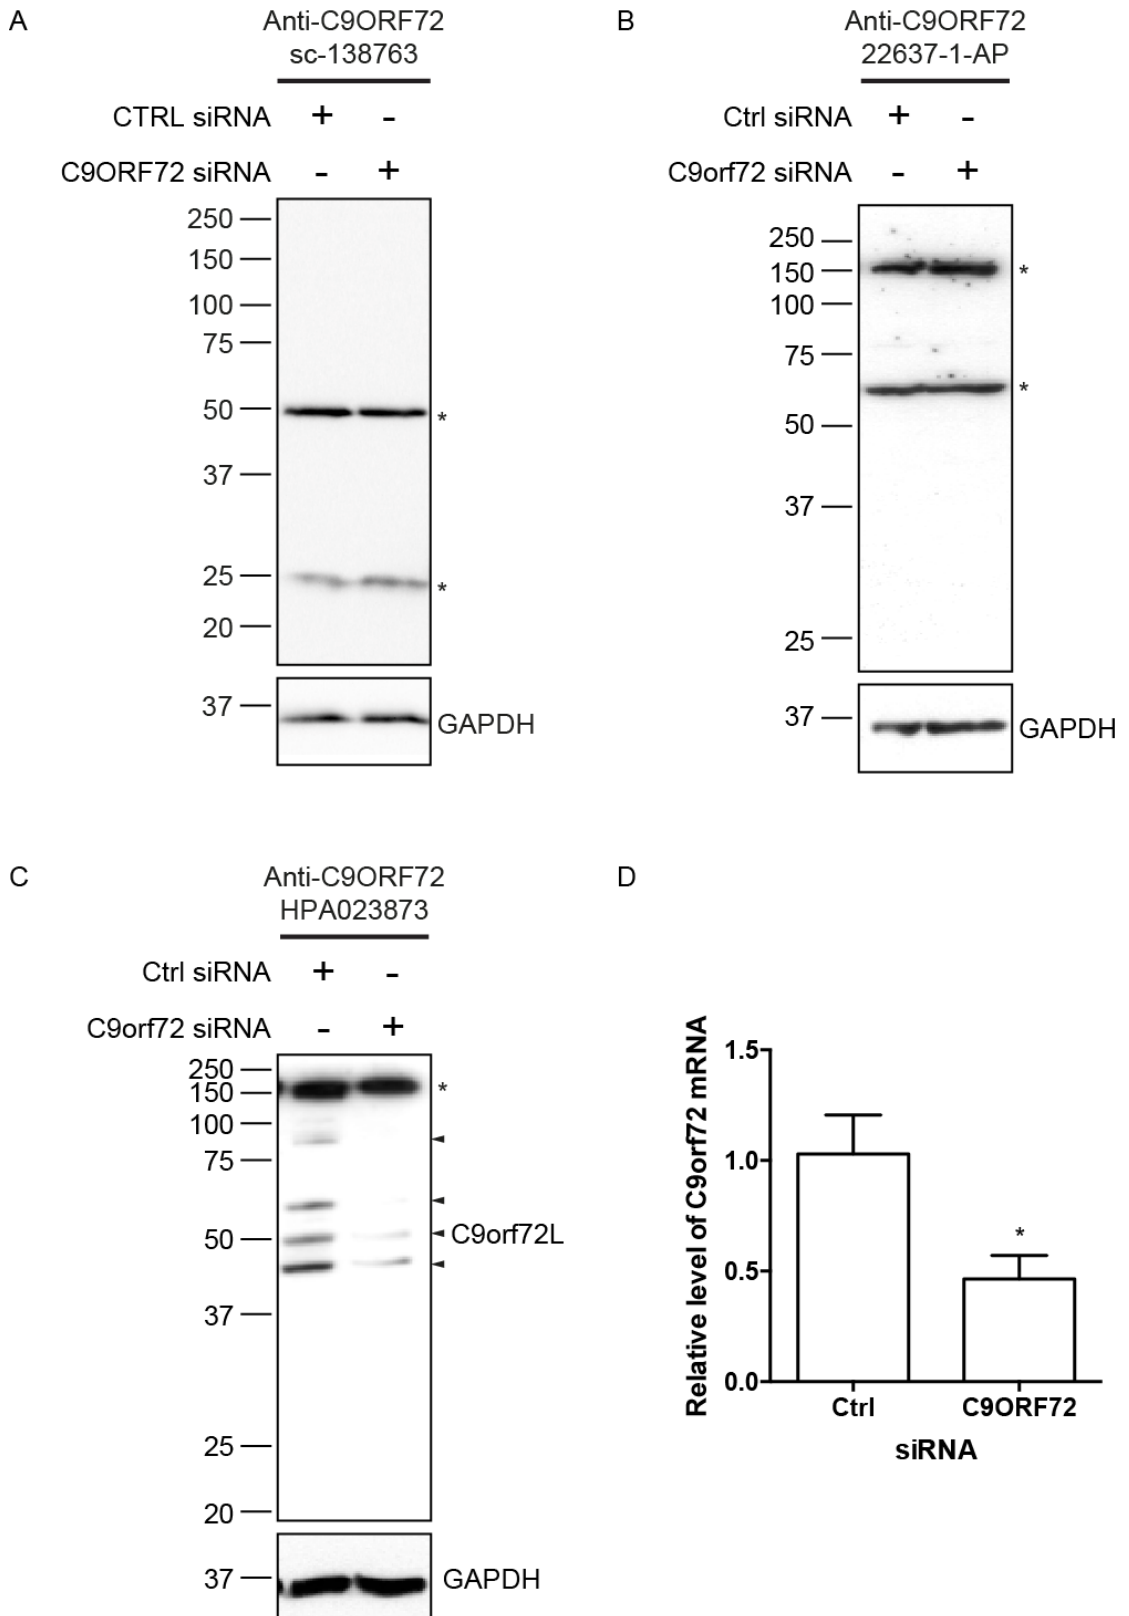 A
Anti-C9ORF72
sc-138763
CTRL siRNA + -
C9ORF72 siRNA - +
250
150
100
75
50
*
37
25
*
20
37
GAPDH
B
Anti-C9ORF72
22637-1-AP
Ctrl siRNA + -
C9orf72 siRNA - +
250
150 *
100
75
*
50
37
25
37
GAPDH
C
Anti-C9ORF72
HPA023873
Ctrl siRNA + -
C9orf72 siRNA - +
250
150 *
100
75
50 C9orf72L
37
25
20
37 GAPDH
D
Relative level of C9orf72 mRNA
1.5
1.0
*
0.5
0.0
Ctrl C9ORF72
siRNA